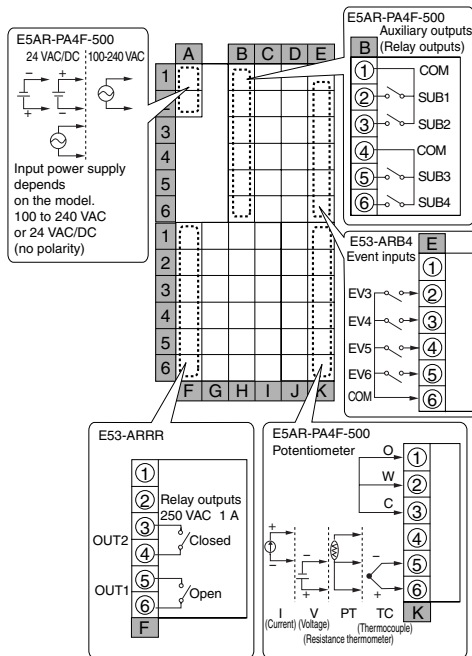 E5AR-PA4F-500
24 VAC/DC 100-240 VAC
Input power supply
depends
on the model.
100 to 240 VAC
or 24 VAC/DC
(no polarity)
A B C D E
1
2
3
4
5
6
1
2
3
4
5
6
F G H I J K
E5AR-PA4F-500
Auxiliary outputs
(Relay outputs)
B
1 COM
2 SUB1
3 SUB2
4 COM
5 SUB3
6 SUB4
E53-ARB4
Event inputs
E
1
EV3 2
EV4 3
EV5 4
EV6 5
COM 6
E53-ARRR
Relay outputs
250 VAC 1 A
1
2
OUT2 3 Closed
4
OUT1 5 Open
6
F
E5AR-PA4F-500
Potentiometer
O 1
W 2
C 3
4
5
6
K
I V PT TC
(Current) (Voltage) (Thermocouple)
(Resistance thermometer)